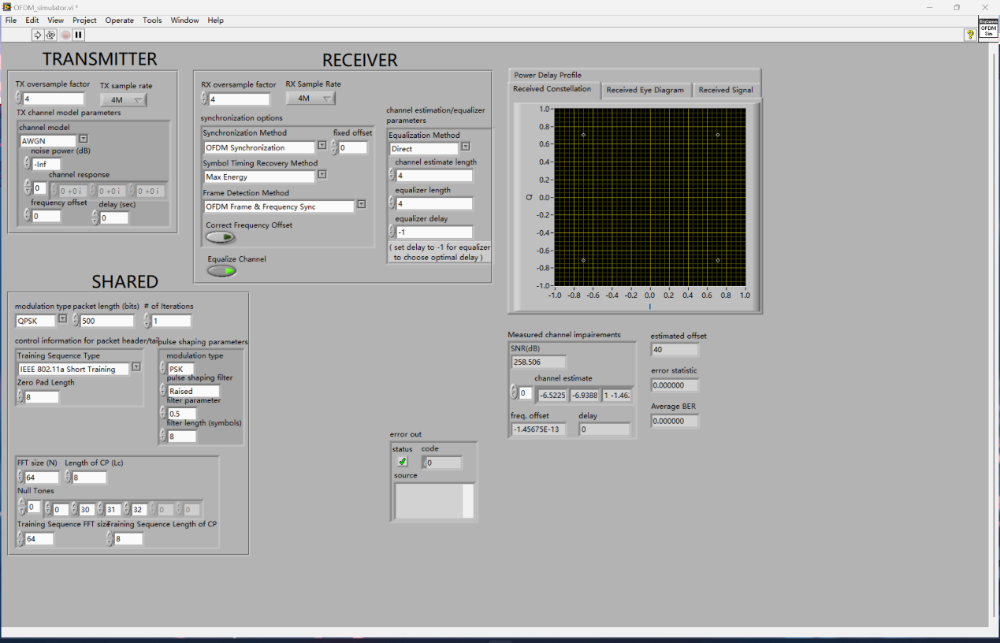 OFDM_simulator.vi *
File Edit View Project Operate Tools Window Help
OFDM
Sim
TRANSMITTER
TX oversample factor
TX sample rate
4
4M
TX channel model parameters
channel model
AWGN
noise power (dB)
-Inf
channel response
0
0 +0 i
0 +0 i
0 +0 i
frequency offset
delay (sec)
0
0
RECEIVER
RX oversample factor
RX Sample Rate
4
4M
synchronization options
Synchronization Method
fixed offset
OFDM Synchronization
0
Symbol Timing Recovery Method
Max Energy
Frame Detection Method
OFDM Frame & Frequency Sync
Correct Frequency Offset
Equalize Channel
channel estimation/equalizer
parameters
Equalization Method
Direct
channel estimate length
4
equalizer length
4
equalizer delay
-1
( set delay to -1 for equalizer
to choose optimal delay )
SHARED
modulation type
packet length (bits)
# of Iterations
QPSK
500
1
control information for packet header/tail
Training Sequence Type
IEEE 802.11a Short Training
Zero Pad Length
8
pulse shaping parameters
modulation type
PSK
pulse shaping filter
Raised
filter parameter
0.5
filter length (symbols)
8
FFT size (N)
Length of CP (Lc)
64
8
Null Tones
0
0
30
31
32
0
0
Training Sequence FFT size
Training Sequence Length of CP
64
8
Power Delay Profile
Received Constellation
Received Eye Diagram
Received Signal
1.0
0.8
0.6
0.4
0.2
0.0
-0.2
-0.4
-0.6
-0.8
-1.0
Q
-1.0 -0.8 -0.6 -0.4 -0.2 0.0 0.2 0.4 0.6 0.8 1.0
I
Measured channel impairements
SNR(dB)
258.506
channel estimate
0
-6.5225
-6.9388
1 -1.46.
freq. offset
delay
-1.45675E-13
0
estimated offset
40
error statistic
0.000000
Average BER
0.000000
error out
status
code
0
source